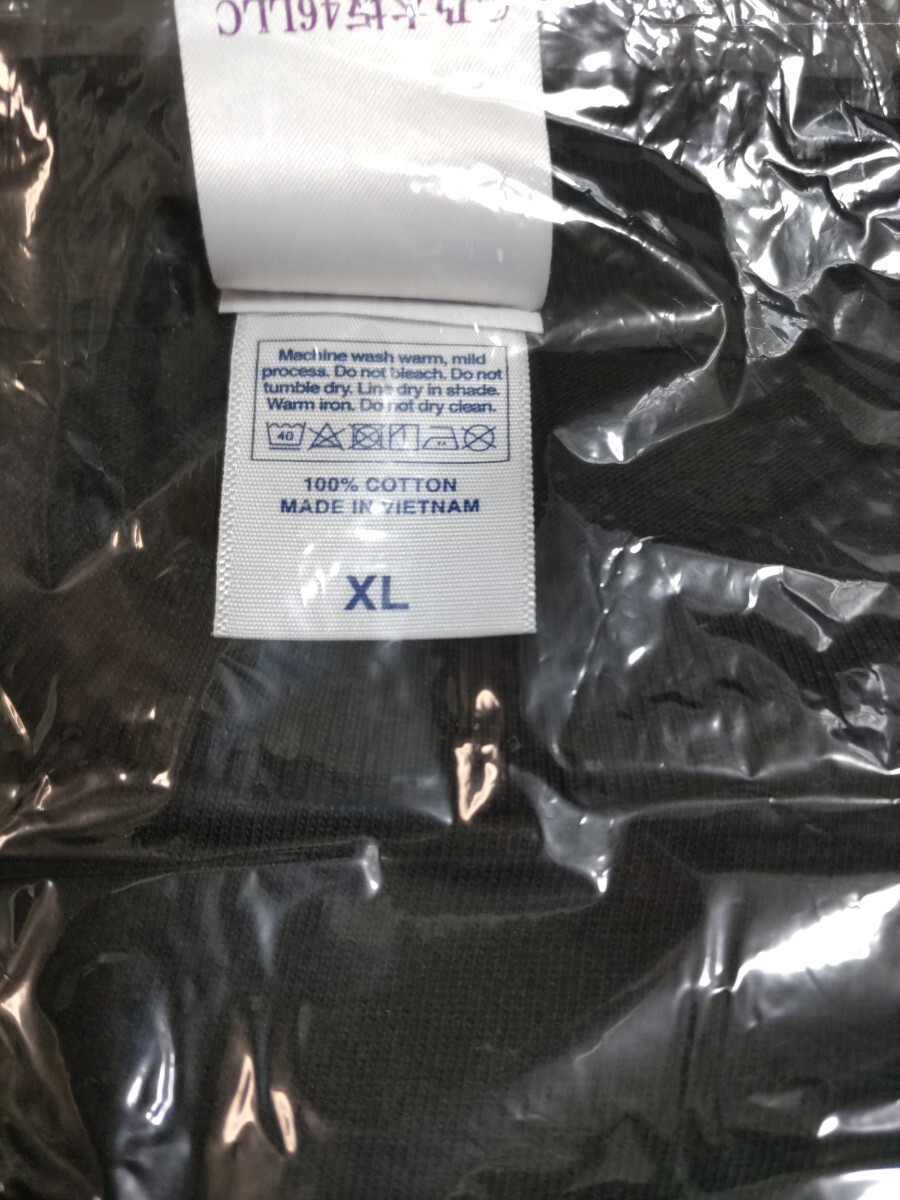 Machine wash warm, mild
process. Do not bleach. Do not
tumble dry. Line dry in shade.
Warm iron. Do not dry clean.
40
100% COTTON
MADE IN VIETNAM
XL